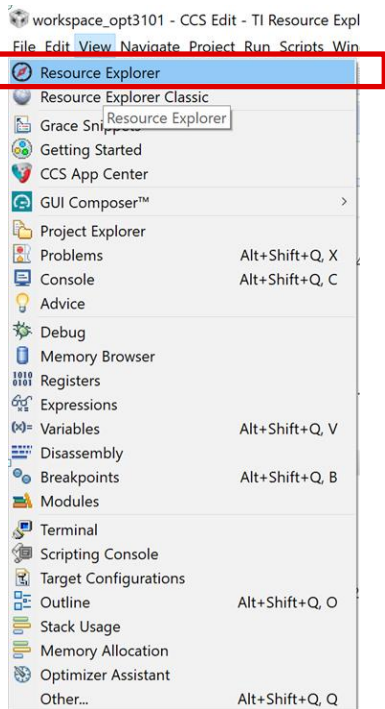 workspace_opt3101 - CCS Edit - TI Resource Expl
File Edit View Navigate Project Run Scripts Win
Resource Explorer
Resource Explorer Classic
Resource Explorer
Grace
Getting Started
CCS App Center
GUI Composer™ >
Project Explorer
Problems Alt+Shift+Q, X
Console Alt+Shift+Q, C
Advice
Debug
Memory Browser
1010
0101 Registers
Expressions
(x)= Variables Alt+Shift+Q, V
Disassembly
Breakpoints Alt+Shift+Q, B
Modules
Terminal
Scripting Console
Target Configurations
Outline Alt+Shift+Q, O
Stack Usage
Memory Allocation
Optimizer Assistant
Other... Alt+Shift+Q, Q